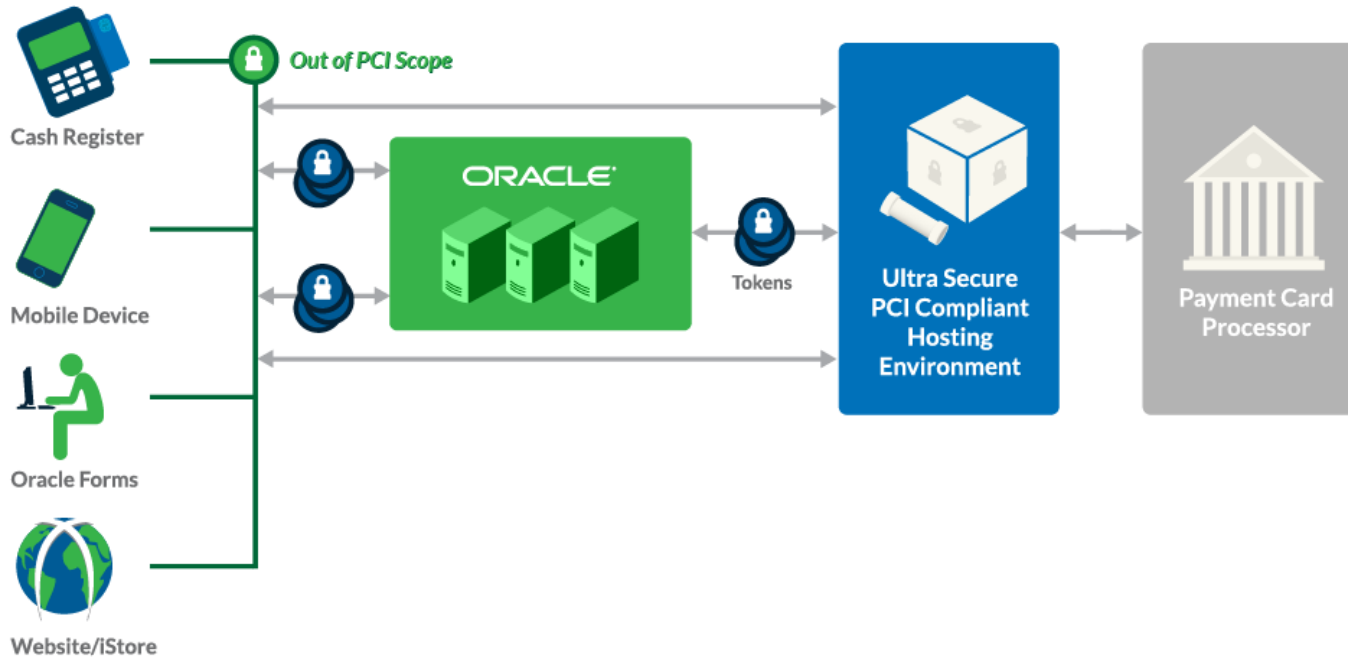 Out of PCI Scope
Cash Register
ORACLE
Mobile Device
Tokens
Ultra Secure
PCI Compliant
Hosting
Environment
Payment Card
Processor
Oracle Forms
Website/iStore